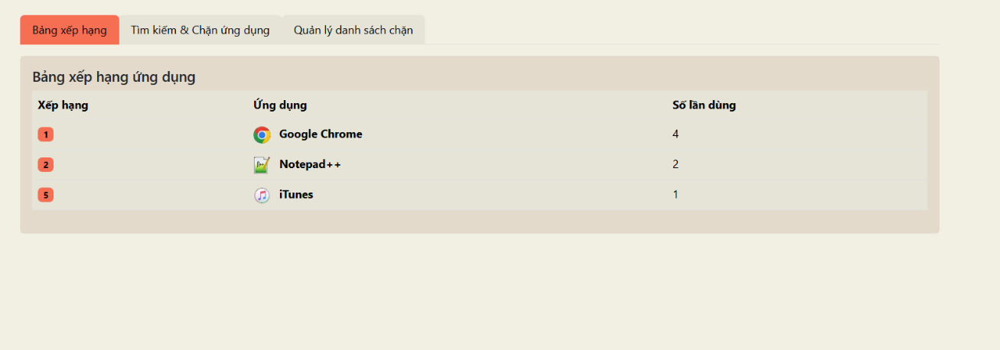 Bảng xếp hạng Tìm kiếm & Chặn ứng dụng Quản lý danh sách chặn
Bảng xếp hạng ứng dụng
Xếp hạng Ứng dụng Số lần dùng
1 Google Chrome 4
2 Notepad++ 2
5 iTunes 1